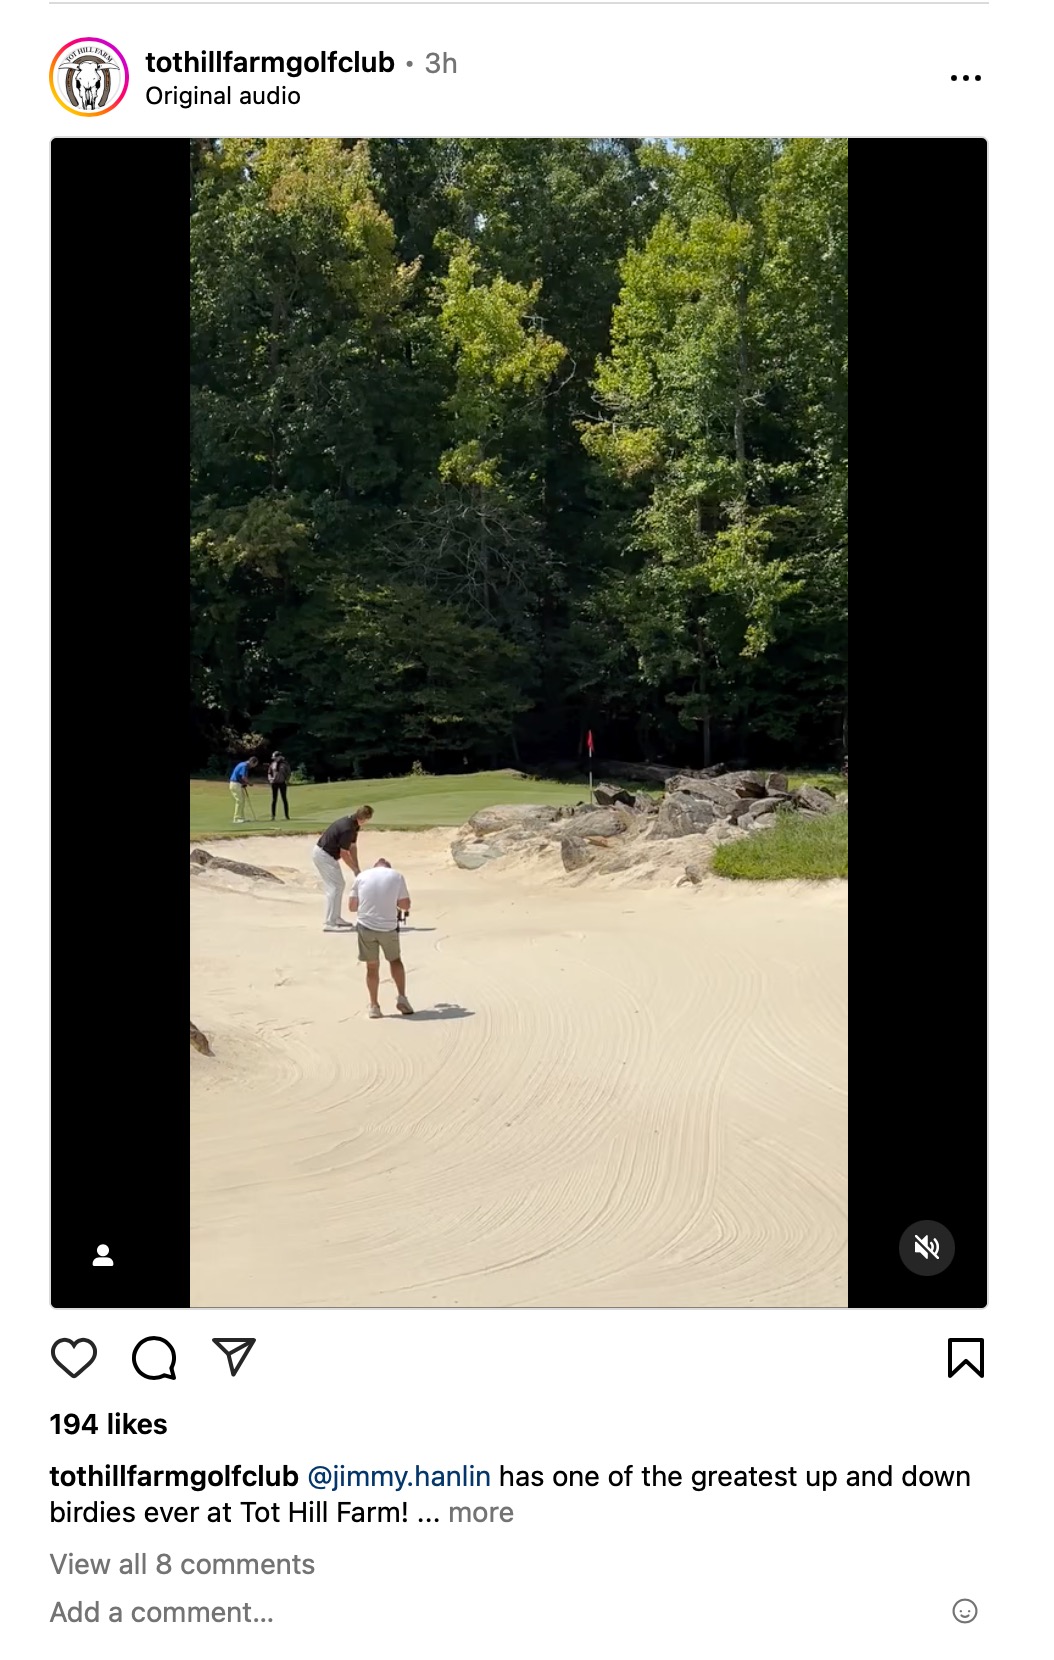 TOT HILL FARM
tothillfarmgolfclub • 3h
Original audio
194 likes
tothillfarmgolfclub @jimmy.hanlin has one of the greatest up and down
birdies ever at Tot Hill Farm! ... more
View all 8 comments
Add a comment...